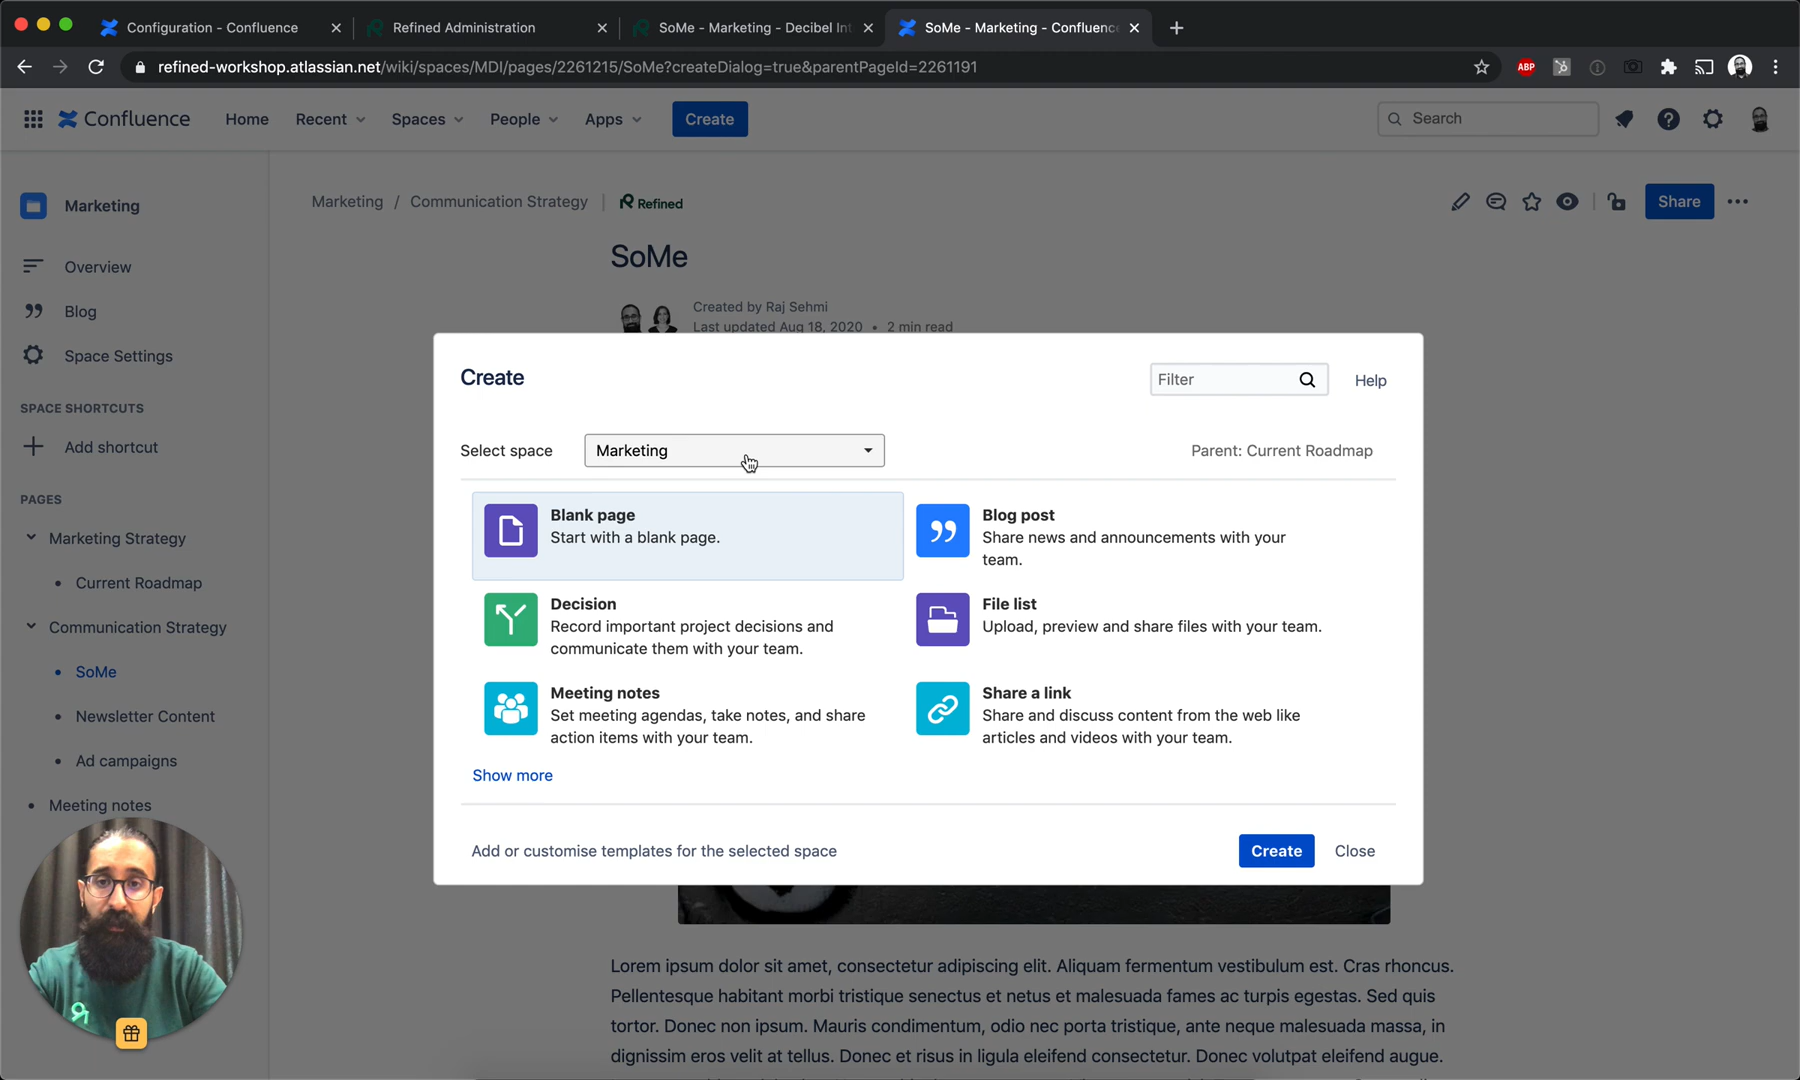 Configuration - Confluence
Refined Administration
SoMe - Marketing - Decibel Int
SoMe - Marketing - Confluence
refined-workshop.atlassian.net/wiki/spaces/MDI/pages/2261215/SoMe?createDialog=true&parentPageId=2261191
ABP
Confluence
Home
Recent
Spaces
People
Apps
Create
Search
Marketing
Overview
Blog
Space Settings
SPACE SHORTCUTS
Add shortcut
PAGES
Marketing Strategy
Current Roadmap
Communication Strategy
SoMe
Newsletter Content
Ad campaigns
Meeting notes
Marketing / Communication Strategy
Refined
Share
SoMe
Created by Raj Sehmi
Last updated Aug 18, 2020 • 2 min read
Create
Filter
Help
Select space
Marketing
Parent: Current Roadmap
Blank page
Start with a blank page.
Blog post
Share news and announcements with your
team.
Decision
Record important project decisions and
communicate them with your team.
File list
Upload, preview and share files with your team.
Meeting notes
Set meeting agendas, take notes, and share
action items with your team.
Share a link
Share and discuss content from the web like
articles and videos with your team.
Show more
Add or customise templates for the selected space
Create
Close
Lorem ipsum dolor sit amet, consectetur adipiscing elit. Aliquam fermentum vestibulum est. Cras rhoncus.
Pellentesque habitant morbi tristique senectus et netus et malesuada fames ac turpis egestas. Sed quis
tortor. Donec non ipsum. Mauris condimentum, odio nec porta tristique, ante neque malesuada massa, in
dignissim eros velit at tellus. Donec et risus in ligula eleifend consectetur. Donec volutpat eleifend augue.